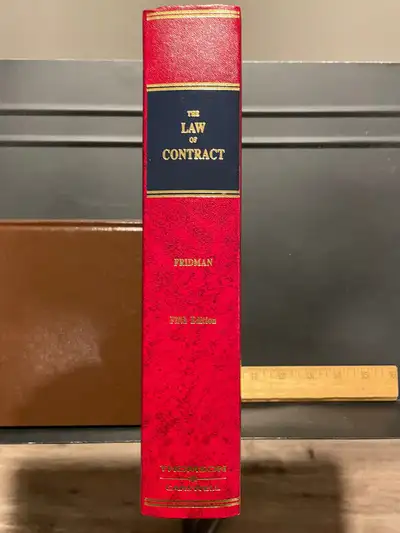 THE
LAW
OF
CONTRACT
FRIDMAN
Fifth Edition